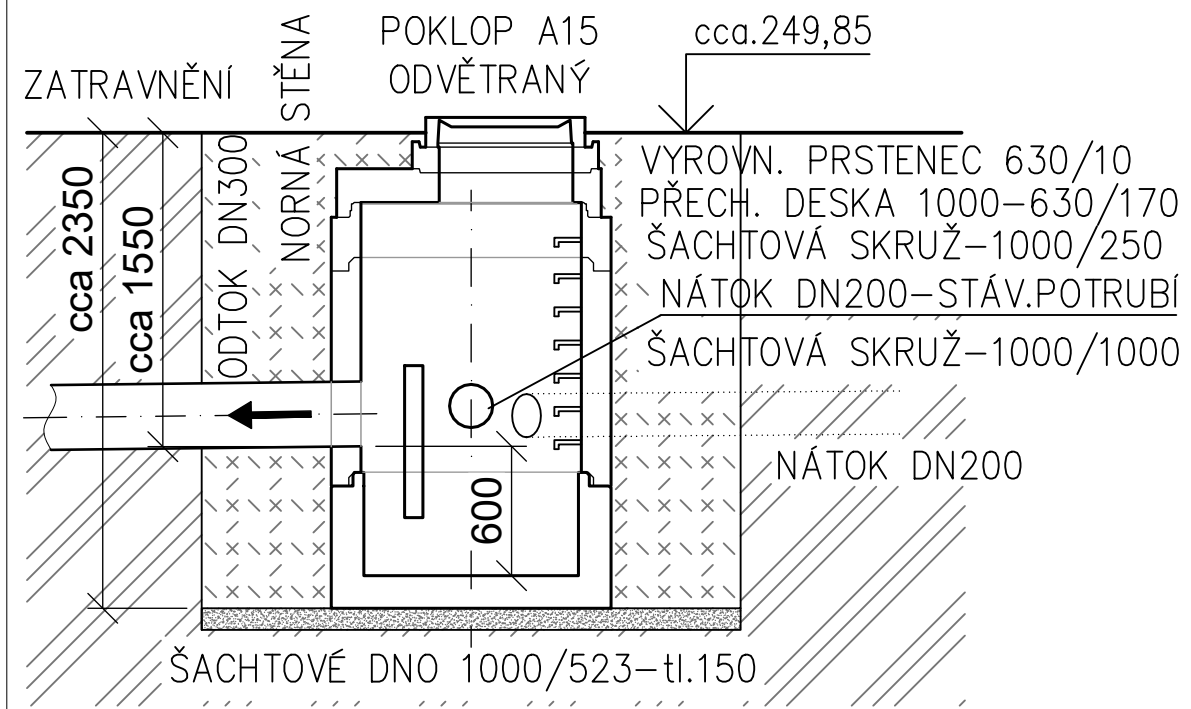 POKLOP A15
ODVĚTRANÝ
cca.249,85
ZATRAVNĚNÍ
NORNÁ STĚNA
ODTOK DN300
cca 2350
cca 1550
VYROVN. PRSTENEC 630/10
PŘECH. DESKA 1000-630/170
ŠACHTOVÁ SKRUŽ-1000/250
NÁTOK DN200-STÁV.POTRUBÍ
ŠACHTOVÁ SKRUŽ-1000/1000
NÁTOK DN200
600
ŠACHTOVÉ DNO 1000/523-tl.150